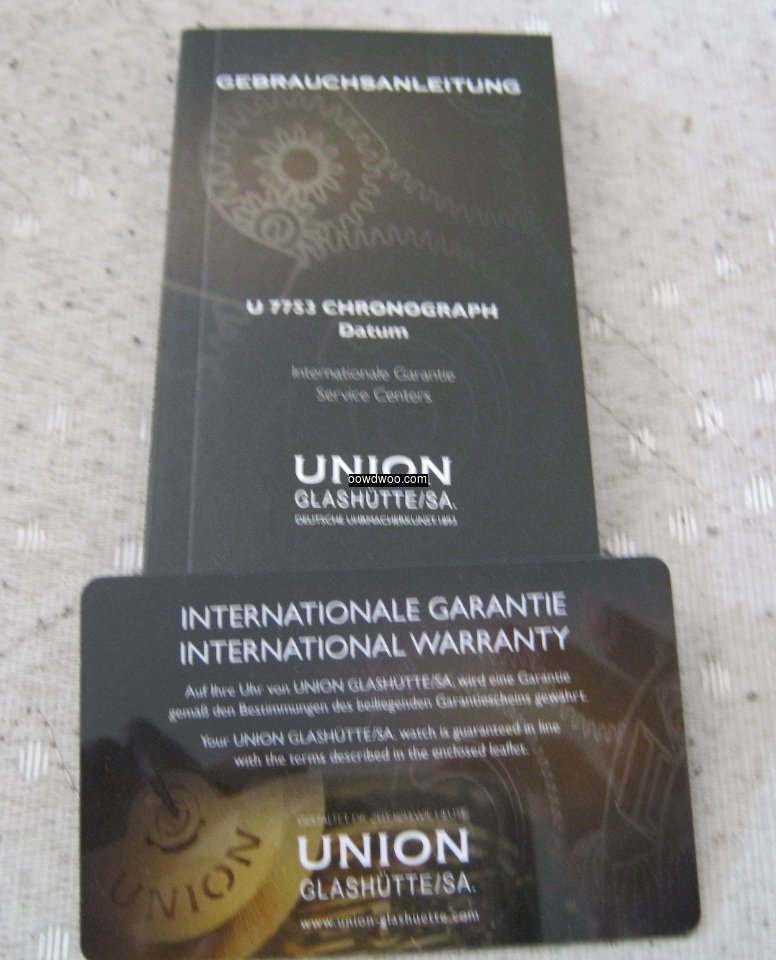 GEBRAUCHSANLEITUNG
U 7753 CHRONOGRAPH
Datum
Internationale Garantie
Service Centers
UNION
oowdwoo.com
GLASHÜTTE/SA.
DEUTSCHE UHRMACHERKUNST 1893
INTERNATIONALE GARANTIE
INTERNATIONAL WARRANTY
Auf Ihre Uhr von UNION GLASHÜTTE/SA. wird eine Garantie
gemäß den Bestimmungen des beiliegenden Garantiescheins gewährt.
Your UNION GLASHÜTTE/SA. watch is guaranteed in line
with the terms described in the enclosed leaflet.
UNION
UNION
GLASHÜTTE/SA.
www.union-glashuette.com